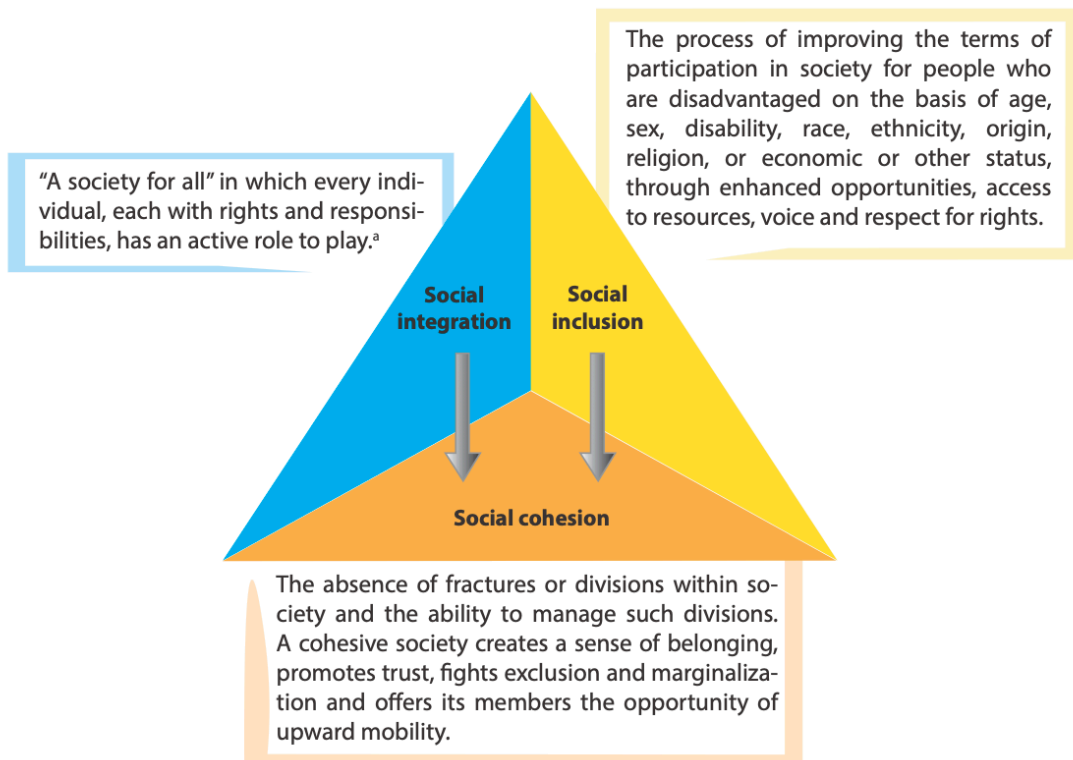 The process of improving the terms of
participation in society for people who
are disadvantaged on the basis of age,
sex, disability, race, ethnicity, origin,
religion, or economic or other status,
through enhanced opportunities, access
to resources, voice and respect for rights.
“A society for all” in which every indi-
vidual, each with rights and responsi-
bilities, has an active role to play.ᵃ
Social
integration
Social
inclusion
Social cohesion
The absence of fractures or divisions within so-
ciety and the ability to manage such divisions.
A cohesive society creates a sense of belonging,
promotes trust, fights exclusion and marginaliza-
tion and offers its members the opportunity of
upward mobility.